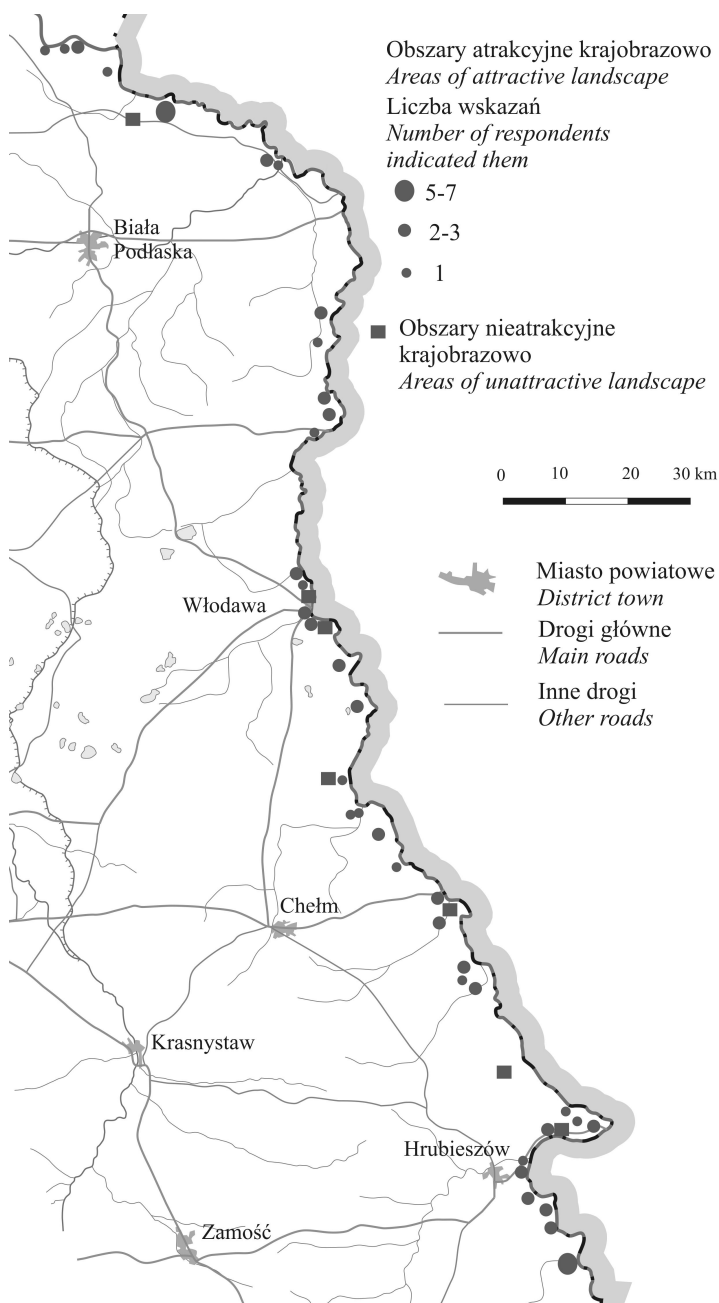 Obszary atrakcyjne krajobrazowo
Areas of attractive landscape
Liczba wskazań
Number of respondents
indicated them
5-7
2-3
1
Obszary nieatrakcyjne
krajobrazowo
Areas of unattractive landscape
0 10 20 30 km
Miasto powiatowe
District town
Drogi główne
Main roads
Inne drogi
Other roads
Biała
Podlaska
Włodawa
Chełm
Krasnystaw
Hrubieszów
Zamość